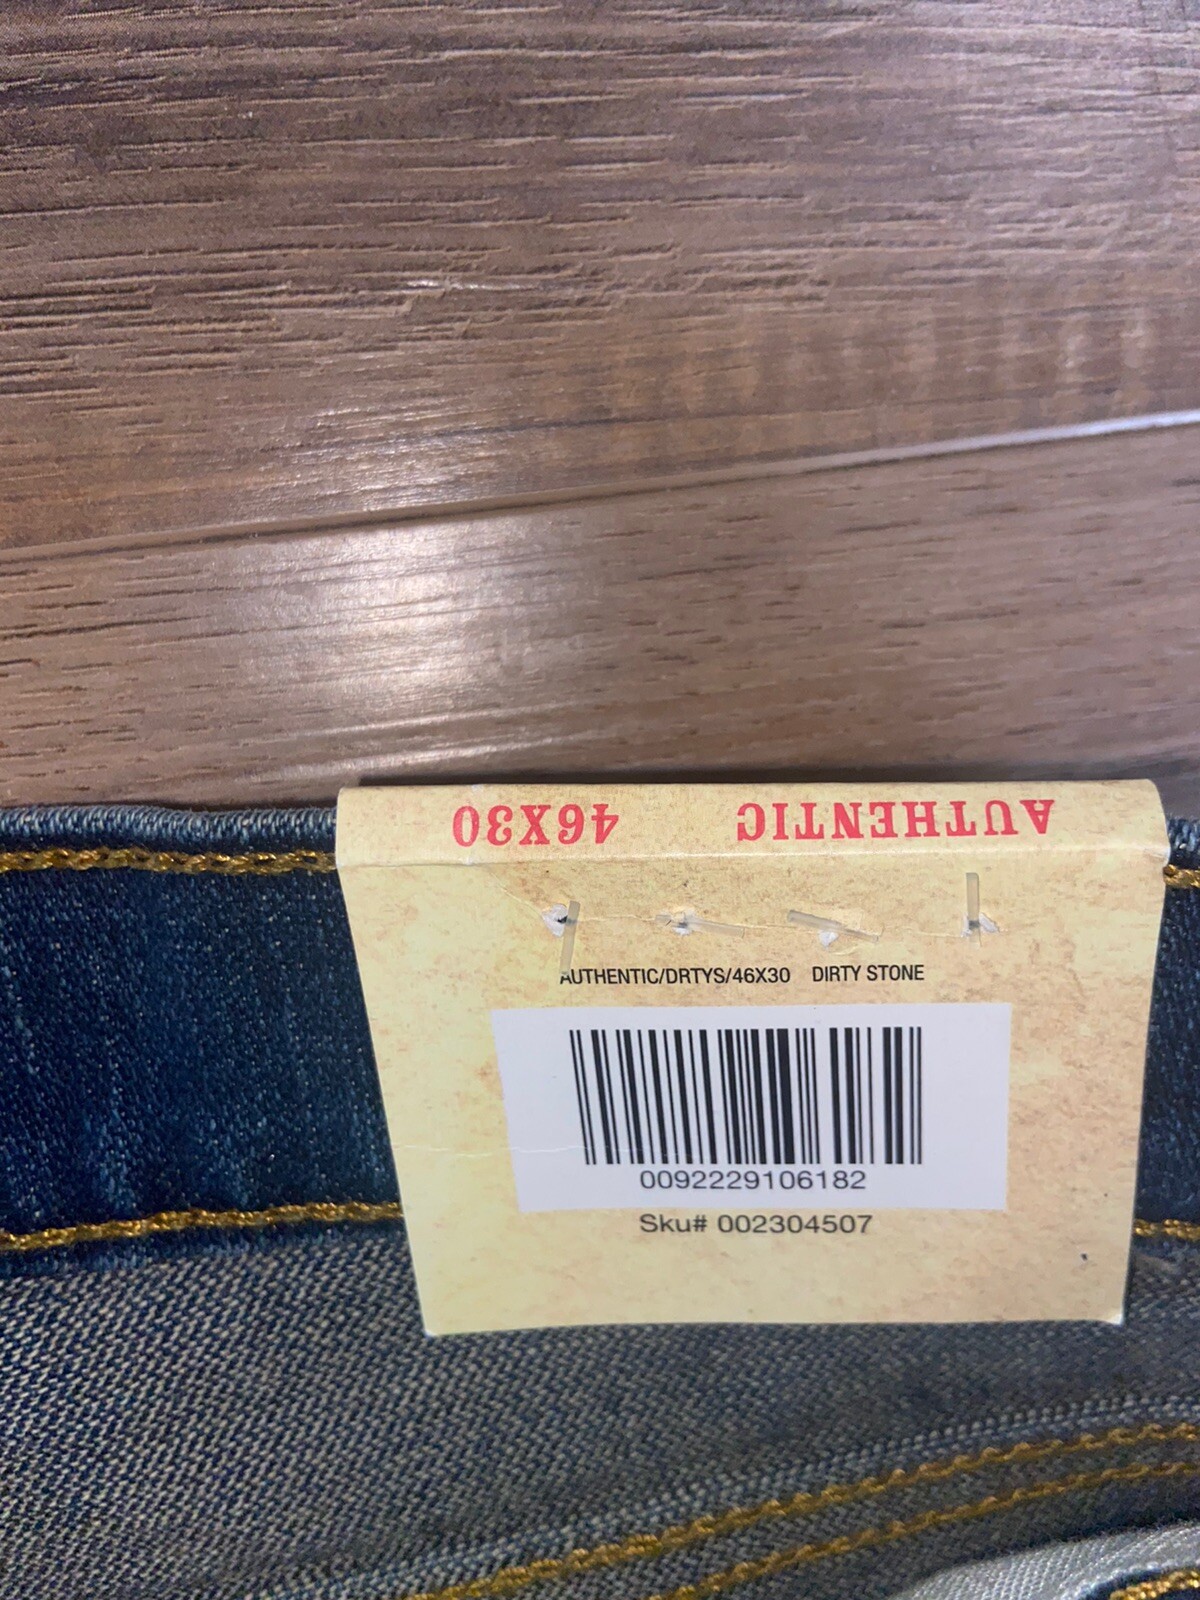 AUTHENTIC 46X30
AUTHENTIC/DRTYS/46X30 DIRTY STONE
0092229106182
Sku# 002304507